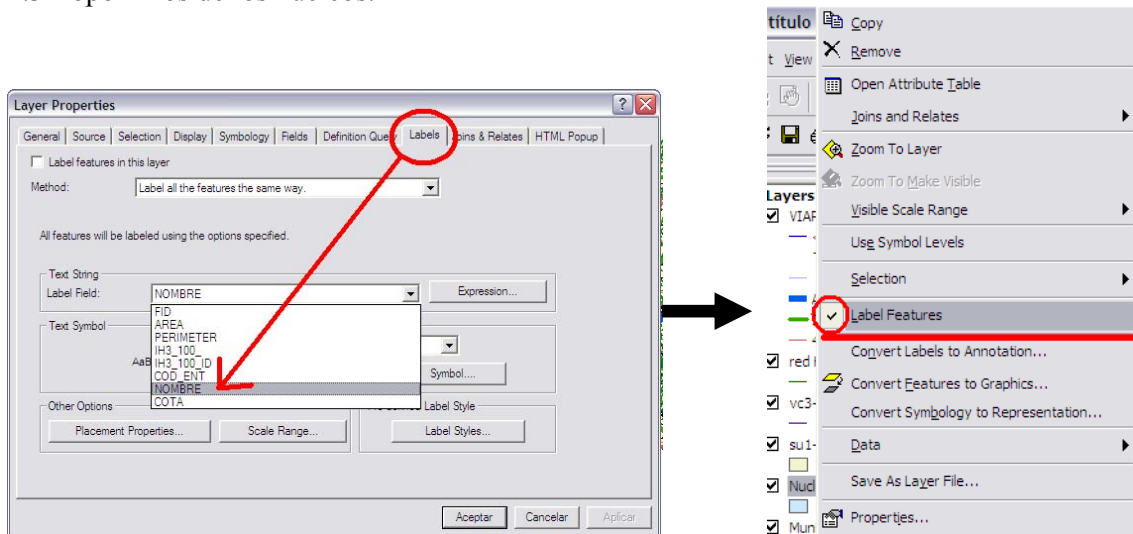 Layer Properties
General Source Selection Display Symbology Fields Definition Query Labels Joins & Relates HTML Popup
Label features in this layer
Method: Label all the features the same way.
All features will be labeled using the options specified.
Text String
Label Field: NOMBRE Expression...
FID
AREA
PERIMETER
IH3_100_
IH3_100_ID
COD_ENT
NOMBRE
COTA
Text Symbol
Symbol....
Other Options
Label Style
Placement Properties... Scale Range... Label Styles...
Aceptar Cancelar Aplicar
título
View
Layers
red
vc3-
su1-
Copy
Remove
Open Attribute Table
Joins and Relates
Zoom To Layer
Zoom To Make Visible
Visible Scale Range
Use Symbol Levels
Selection
Label Features
Convert Labels to Annotation...
Convert Features to Graphics...
Convert Symbology to Representation...
Data
Save As Layer File...
Properties...